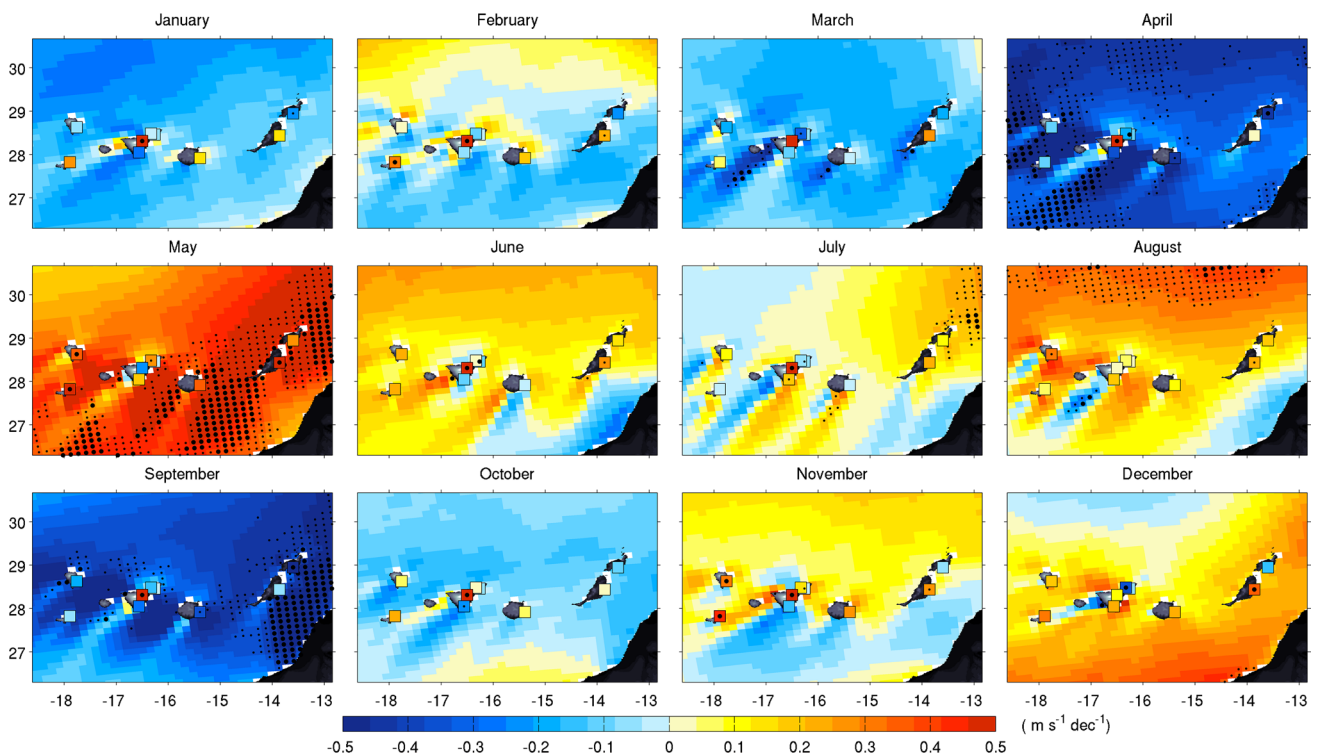 January February March April
30
29
28
27
May June July August
30
29
28
27
September October November December
30
29
28
27
-18 -17 -16 -15 -14 -13 -18 -17 -16 -15 -14 -13 -18 -17 -16 -15 -14 -13 -18 -17 -16 -15 -14 -13
( m s⁻¹ dec⁻¹)
-0.5 -0.4 -0.3 -0.2 -0.1 0 0.1 0.2 0.3 0.4 0.5